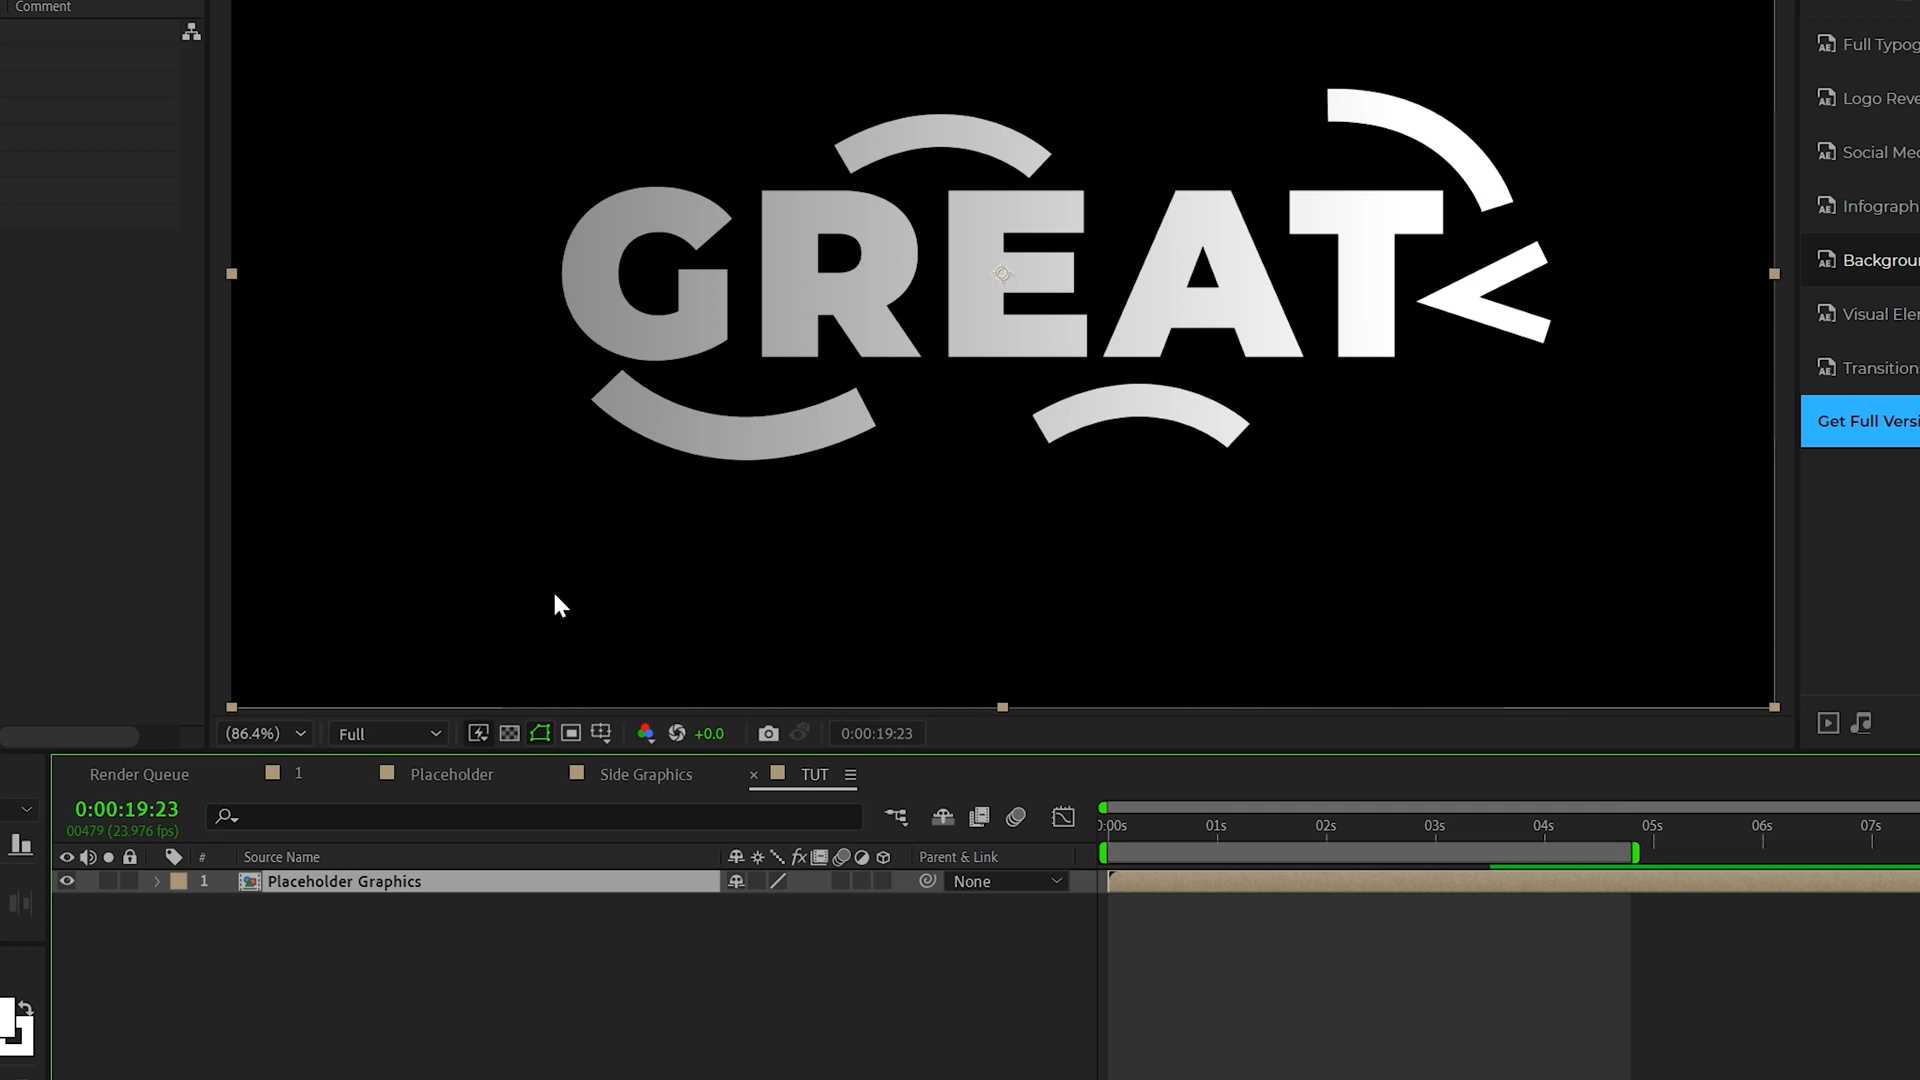 Comment
GREAT
Full Typog
Logo Reve
Social Med
Infograph
Backgrou
Visual Ele
Transition
Get Full Versi
(86.4%)
Full
+0.0
0:00:19:23
Render Queue
1
Placeholder
Side Graphics
× TUT
0:00:19:23
00479 (23.976 fps)
# Source Name
fx
Parent & Link
1 Placeholder Graphics
None
0:00s 01s 02s 03s 04s 05s 06s 07s